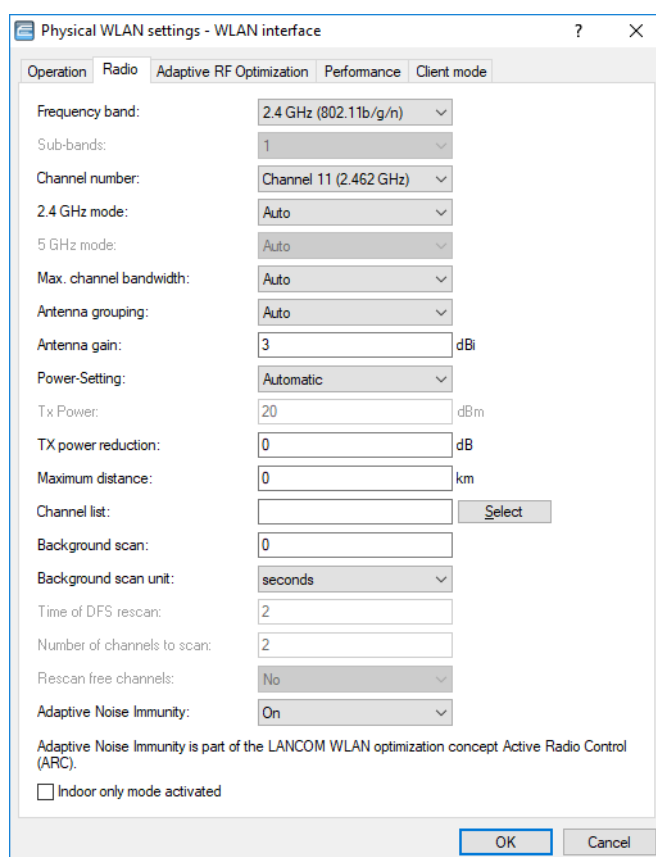 Physical WLAN settings - WLAN interface ? X
Operation Radio Adaptive RF Optimization Performance Client mode
Frequency band: 2.4 GHz (802.11b/g/n)
Sub-bands: 1
Channel number: Channel 11 (2.462 GHz)
2.4 GHz mode: Auto
5 GHz mode: Auto
Max. channel bandwidth: Auto
Antenna grouping: Auto
Antenna gain: 3 dBi
Power-Setting: Automatic
Tx Power: 20 dBm
TX power reduction: 0 dB
Maximum distance: 0 km
Channel list: Select
Background scan: 0
Background scan unit: seconds
Time of DFS rescan: 2
Number of channels to scan: 2
Rescan free channels: No
Adaptive Noise Immunity: On
Adaptive Noise Immunity is part of the LANCOM WLAN optimization concept Active Radio Control
(ARC).
Indoor only mode activated
OK Cancel